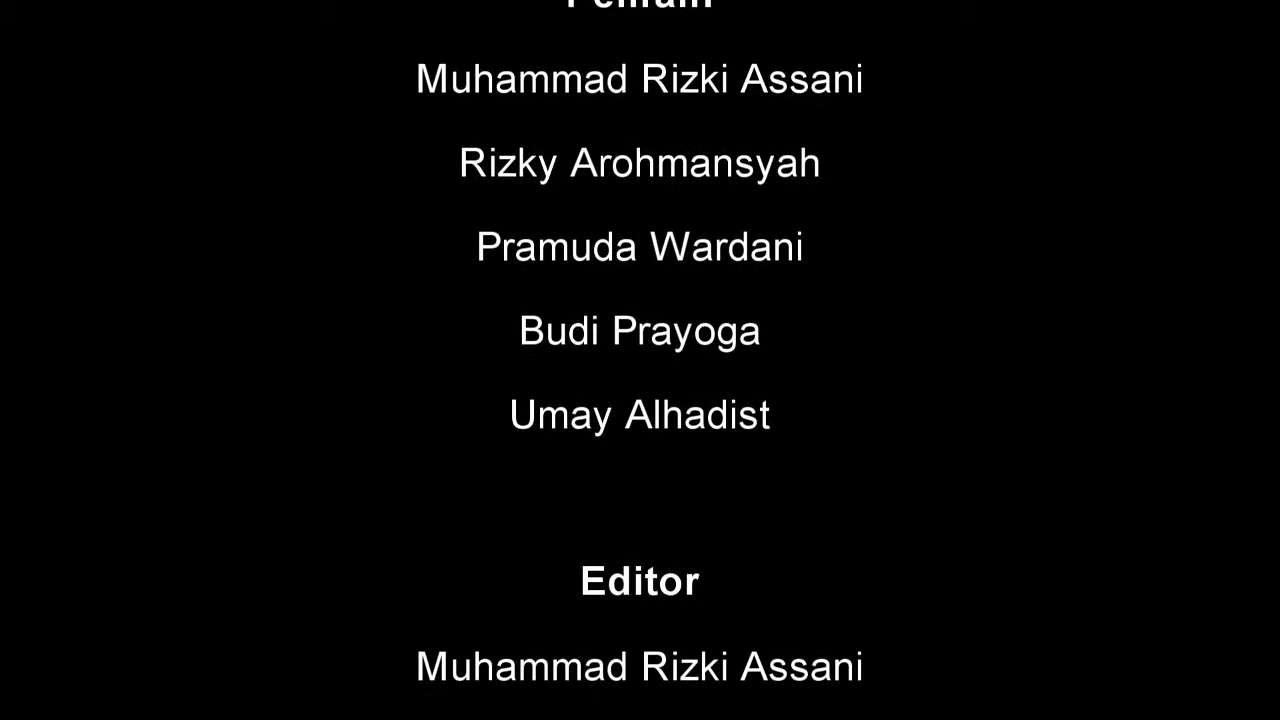 Muhammad Rizki Assani
Rizky Arohmansyah
Pramuda Wardani
Budi Prayoga
Umay Alhadist
Editor
Muhammad Rizki Assani